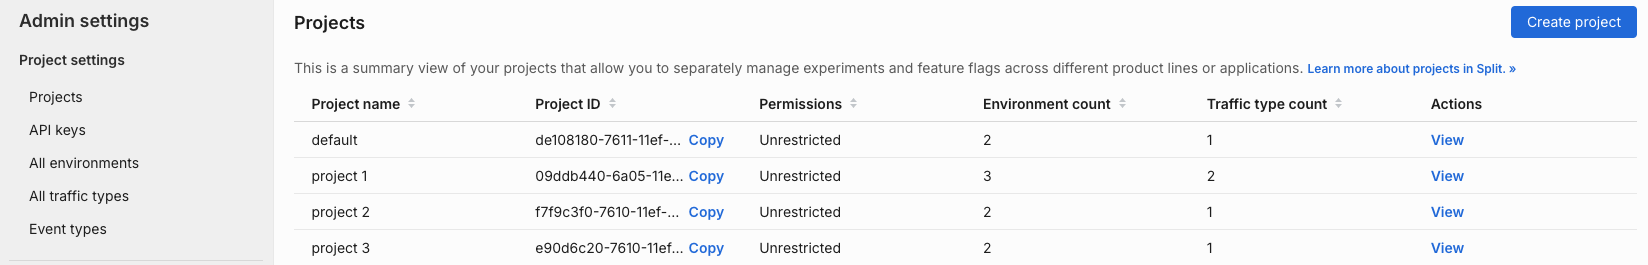 Admin settings
Project settings
Projects
API keys
All environments
All traffic types
Event types
Projects
Create project
This is a summary view of your projects that allow you to separately manage experiments and feature flags across different product lines or applications. Learn more about projects in Split. »
Project name Project ID Permissions Environment count Traffic type count Actions
default de108180-7611-11ef-... Copy Unrestricted 2 1 View
project 1 09ddb440-6a05-11e... Copy Unrestricted 3 2 View
project 2 f7f9c3f0-7610-11ef-... Copy Unrestricted 2 1 View
project 3 e90d6c20-7610-11ef... Copy Unrestricted 2 1 View